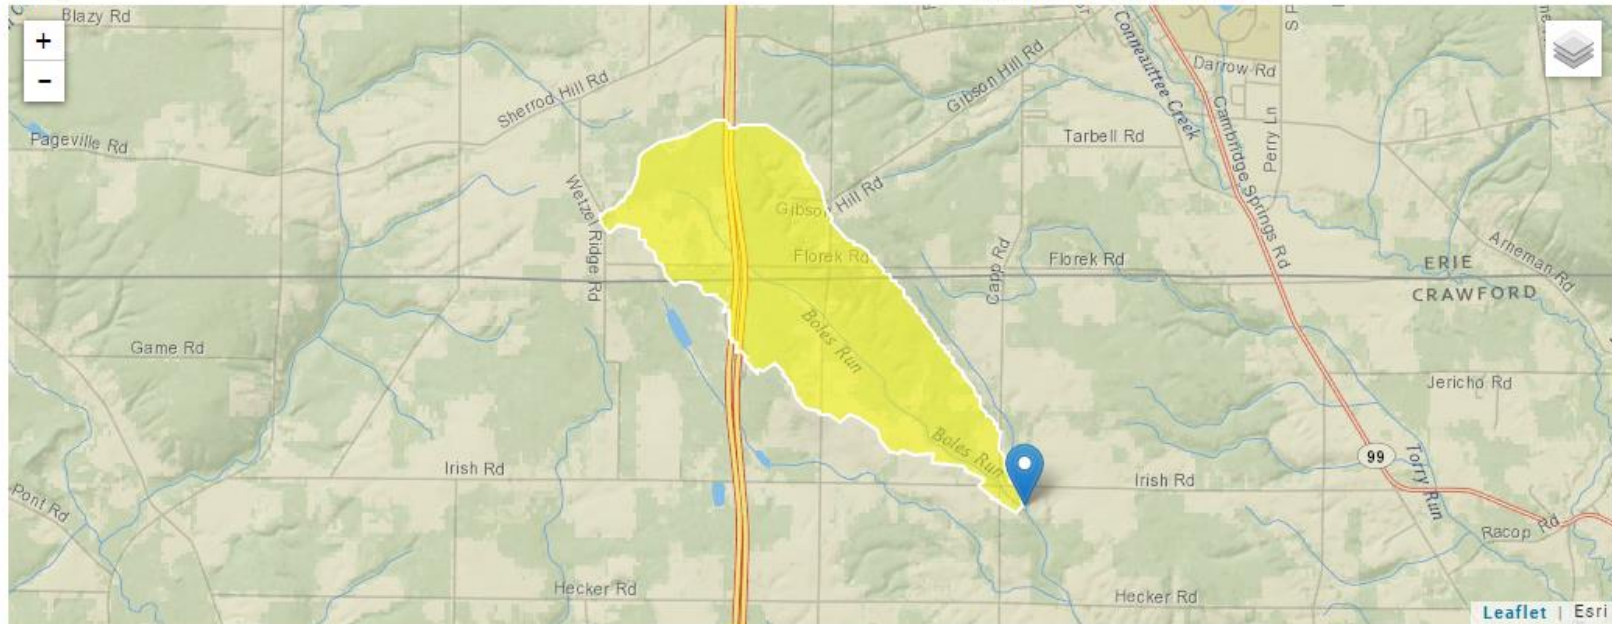 Blazy Rd
+
−
Pageville Rd
Sherrod Hill Rd
Gibson Hill Rd
Conneauttee Creek
Darrow Rd
Cambridge Springs Rd
Perry Ln
Tarbell Rd
Wetzel Ridge Rd
Gibson Hill Rd
Florek Rd
Capp Rd
Florek Rd
Arneman Rd
ERIE
CRAWFORD
Game Rd
Boles Run
Jericho Rd
Boles Run
Irish Rd
99
Irish Rd
Torry Run
Pont Rd
Racop Rd
Hecker Rd
Hecker Rd
Leaflet | Esri